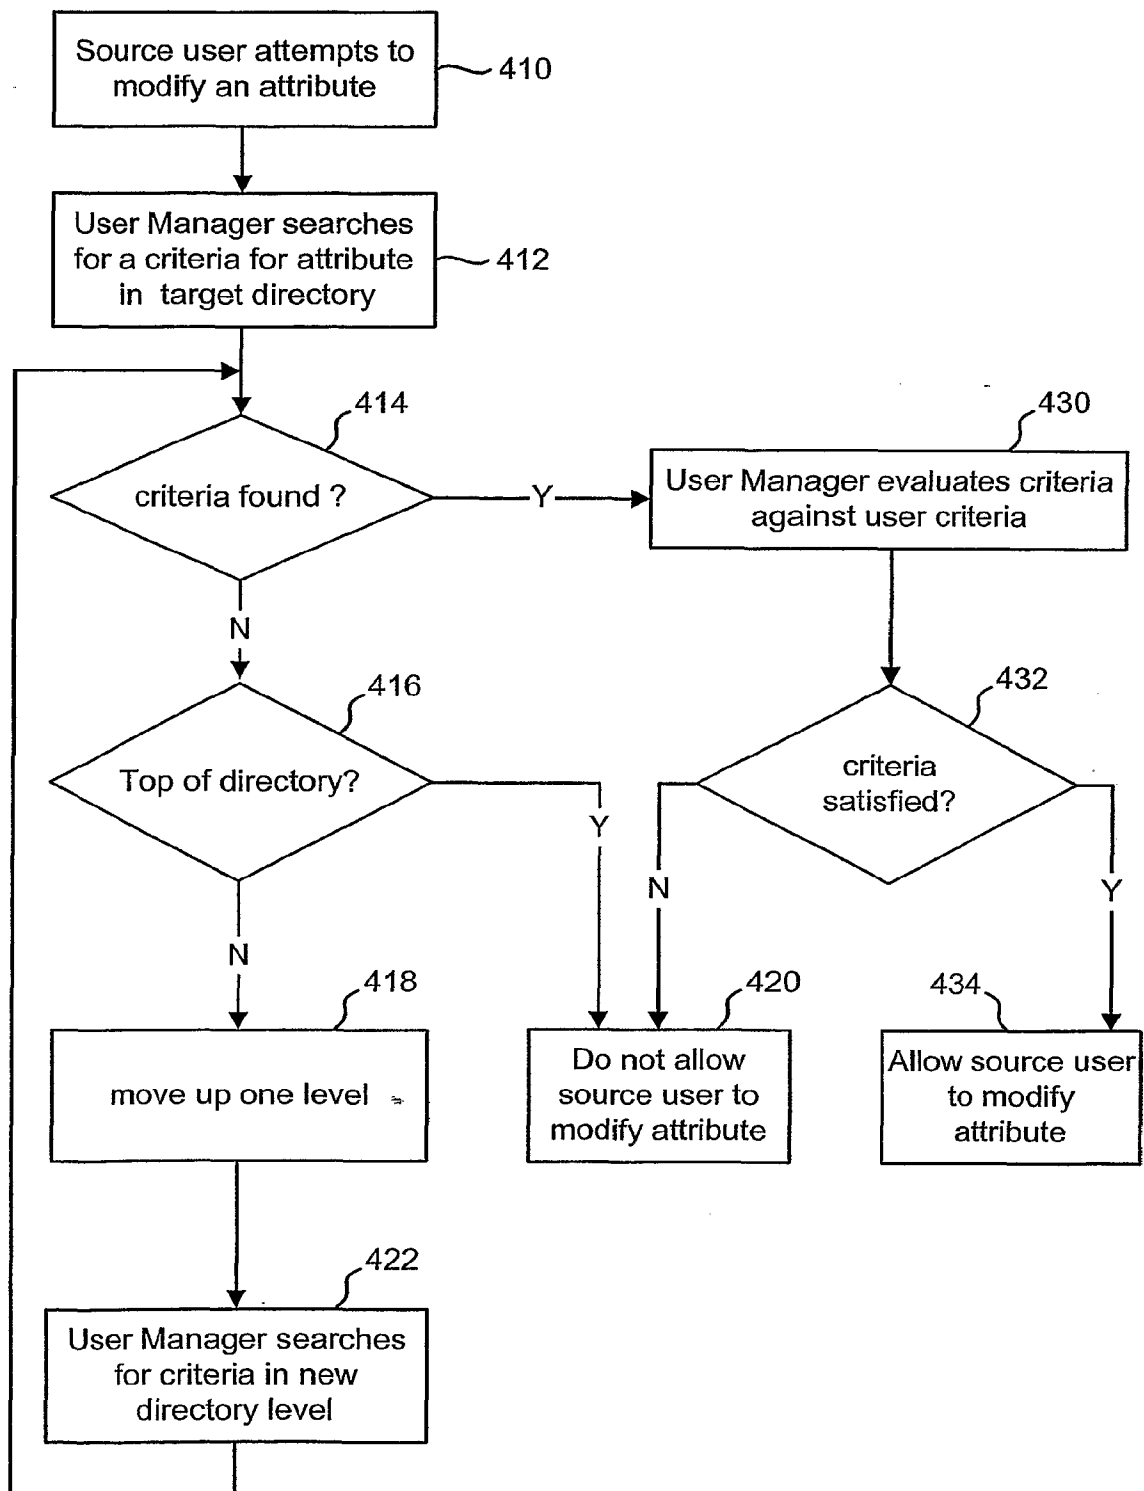 Source user attempts to
modify an attribute
410
User Manager searches
for a criteria for attribute
in target directory
412
414
criteria found ?
Y
N
430
User Manager evaluates criteria
against user criteria
416
Top of directory?
Y
N
432
criteria
satisfied?
N
Y
418
move up one level
420
Do not allow
source user to
modify attribute
434
Allow source user
to modify
attribute
422
User Manager searches
for criteria in new
directory level